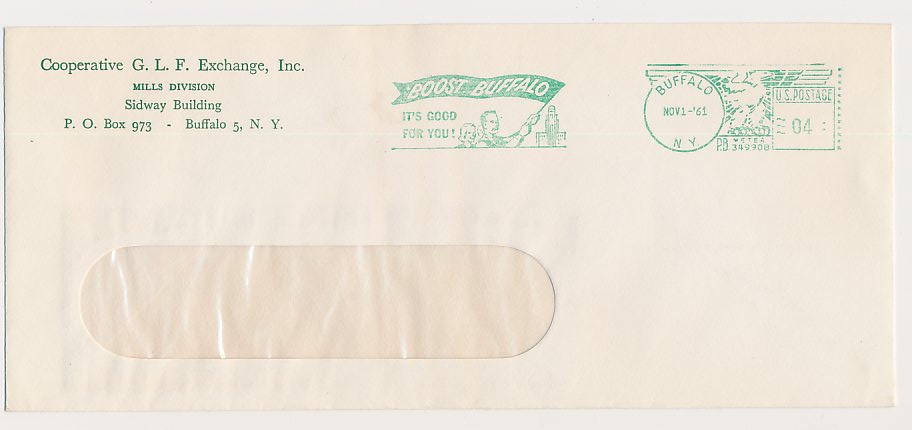 Cooperative G. L. F. Exchange, Inc.
MILLS DIVISION
Sidway Building
P. O. Box 973 - Buffalo 5, N. Y.
BOOST BUFFALO
IT'S GOOD
FOR YOU!
BUFFALO
NOV 1-'61
N Y
U.S. POSTAGE
04
P.B. METER
349908